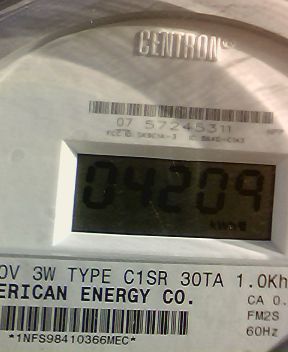 CENTRON
07 57245311
04209
0V 3W TYPE C1SR 30TA 1.0Kh
ERICAN ENERGY CO.
CA 0.
FM2S
60Hz
*1NFS98410366MEC*